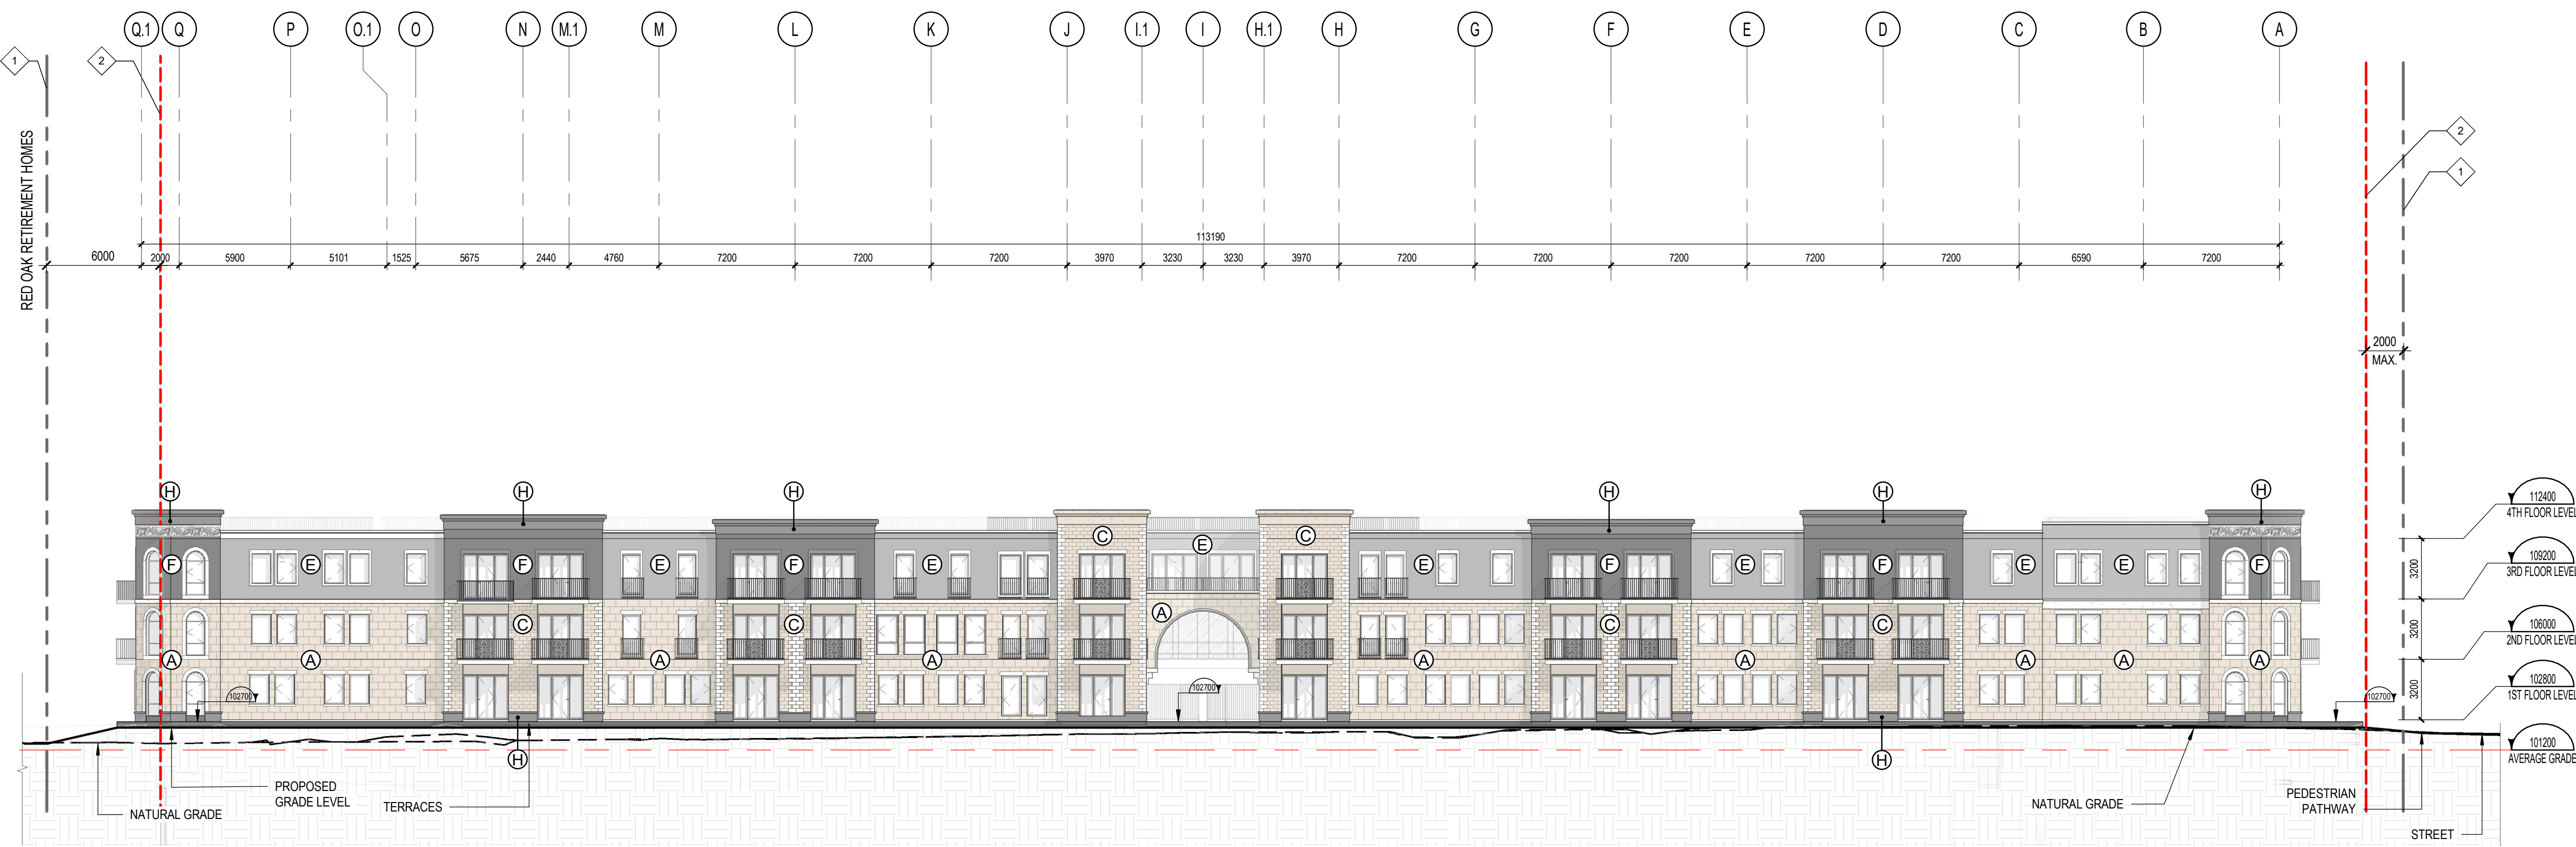 Q.1 Q P O.1 O N M.1 M L K J I.1 I H.1 H G F E D C B A
1 2
2
1
RED OAK RETIREMENT HOMES
113190
6000 2000 5900 5101 1525 5675 2440 4760 7200 7200 7200 3970 3230 3230 3970 7200 7200 7200 7200 7200 6590 7200
2000
MAX.
H H H H H H
112400
4TH FLOOR LEVEL
C C
E
F E F E F E E F E F E E F
3200
109200
3RD FLOOR LEVEL
A
C C C C
3200
106000
2ND FLOOR LEVEL
A A A A A A A A A
3200
102800
1ST FLOOR LEVEL
102700 102700 102700
H H
101200
AVERAGE GRADE
PROPOSED
GRADE LEVEL
NATURAL GRADE
TERRACES
NATURAL GRADE
PEDESTRIAN
PATHWAY
STREET